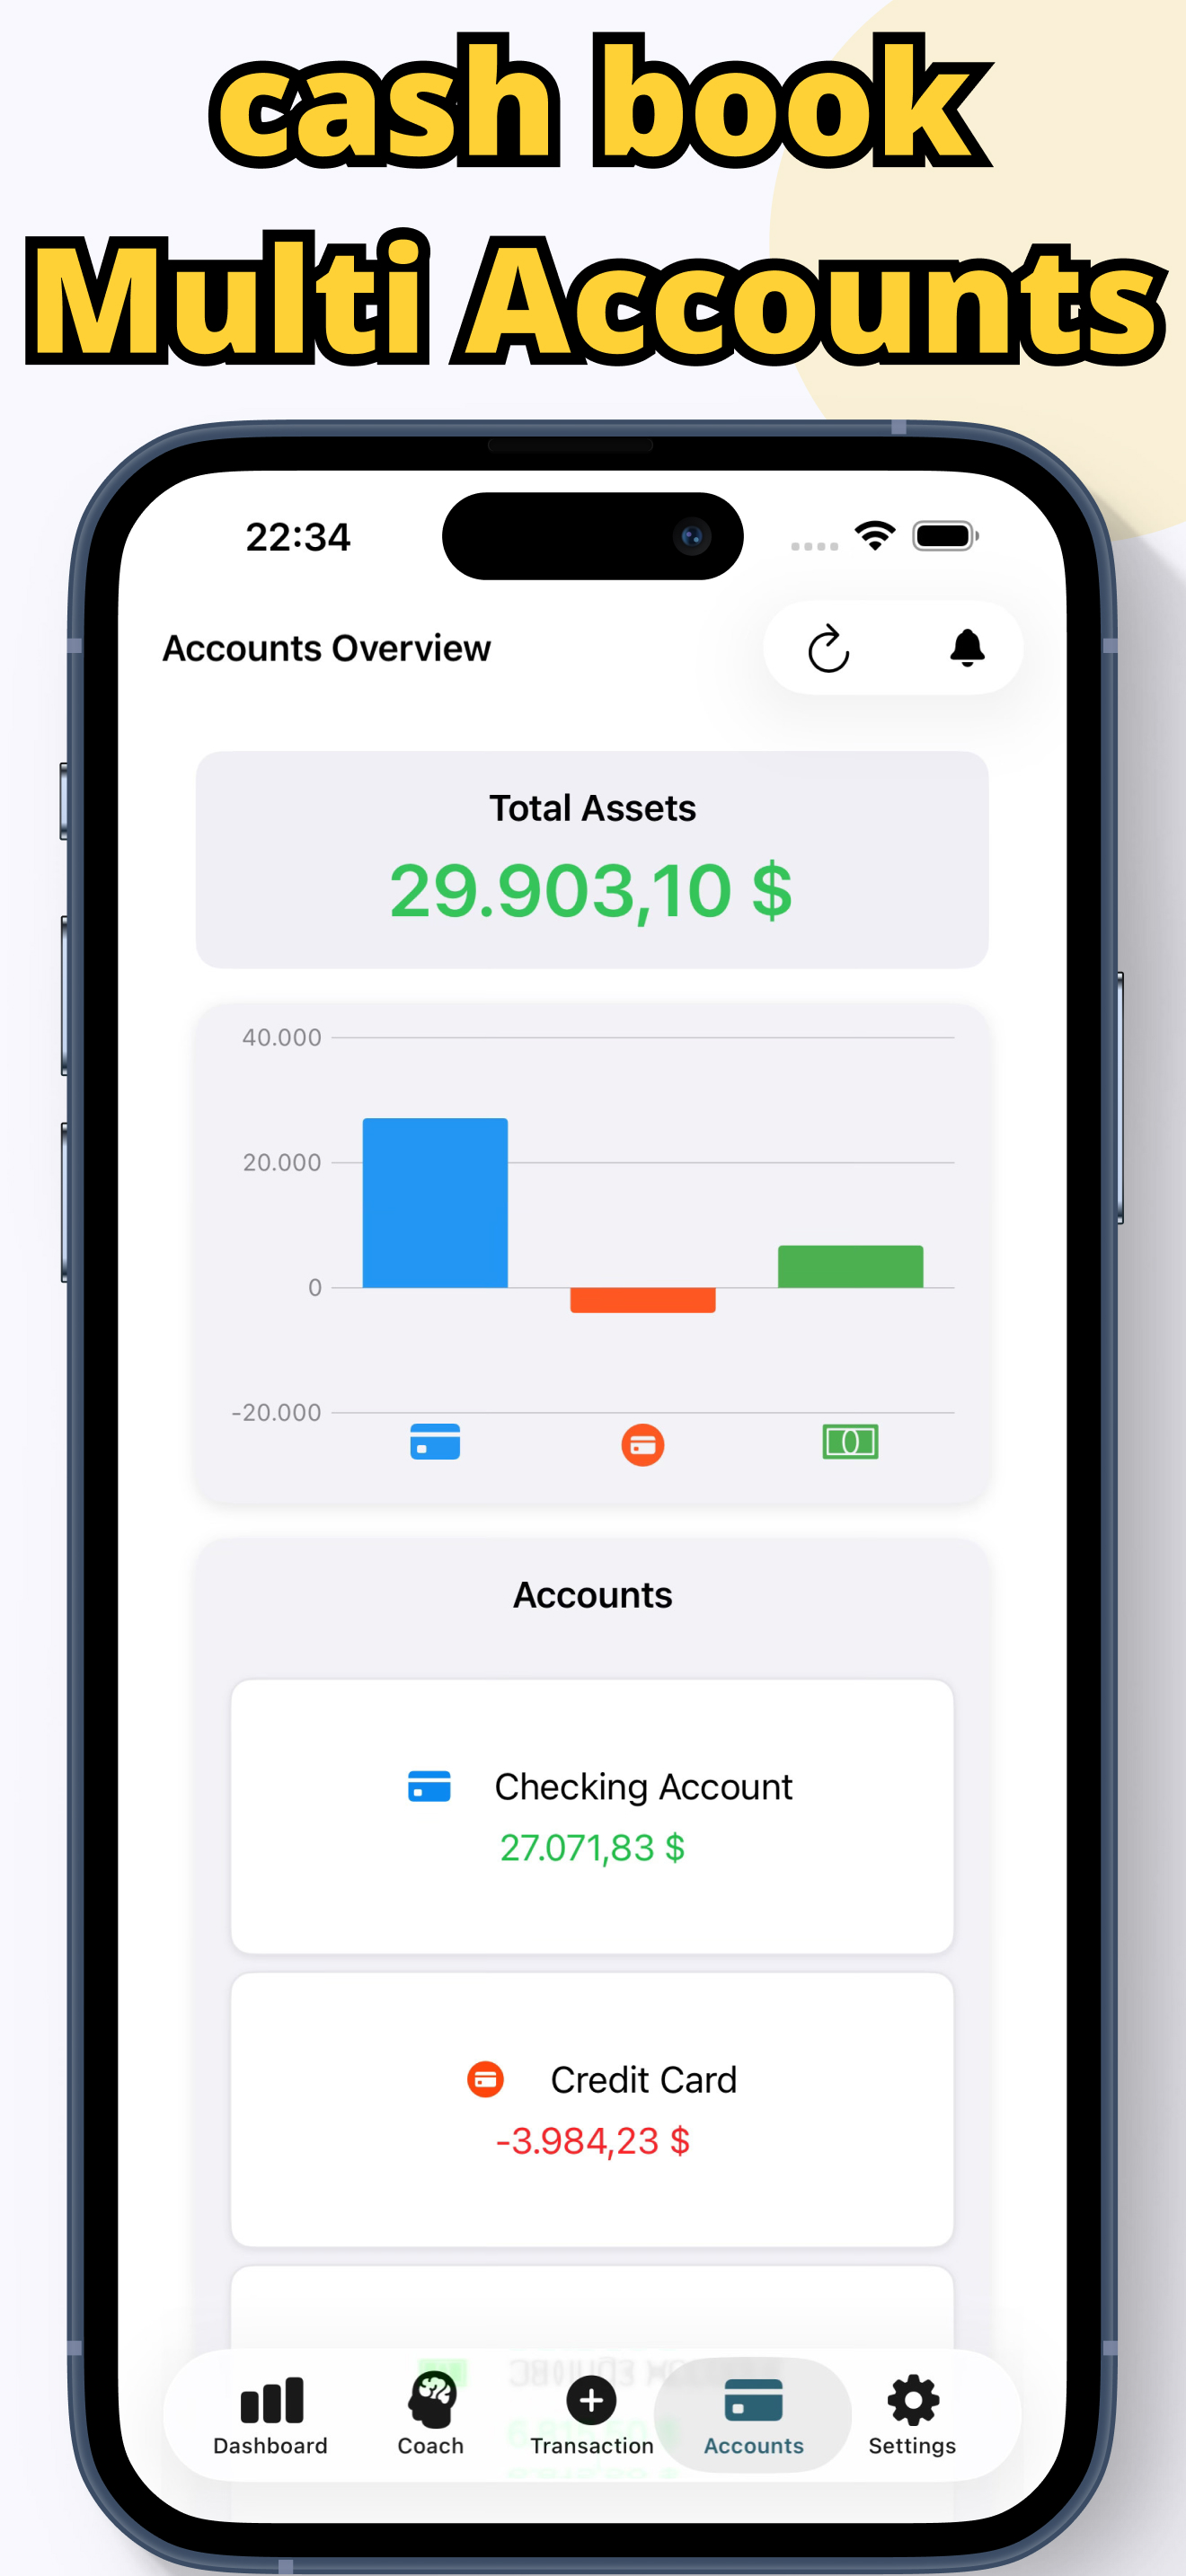 cash book
Multi Accounts
22:34
Accounts Overview
Total Assets
29.903,10 $
40.000
20.000
0
-20.000
Accounts
Checking Account
27.071,83 $
Credit Card
-3.984,23 $
Dashboard
Coach
Transaction
Accounts
Settings